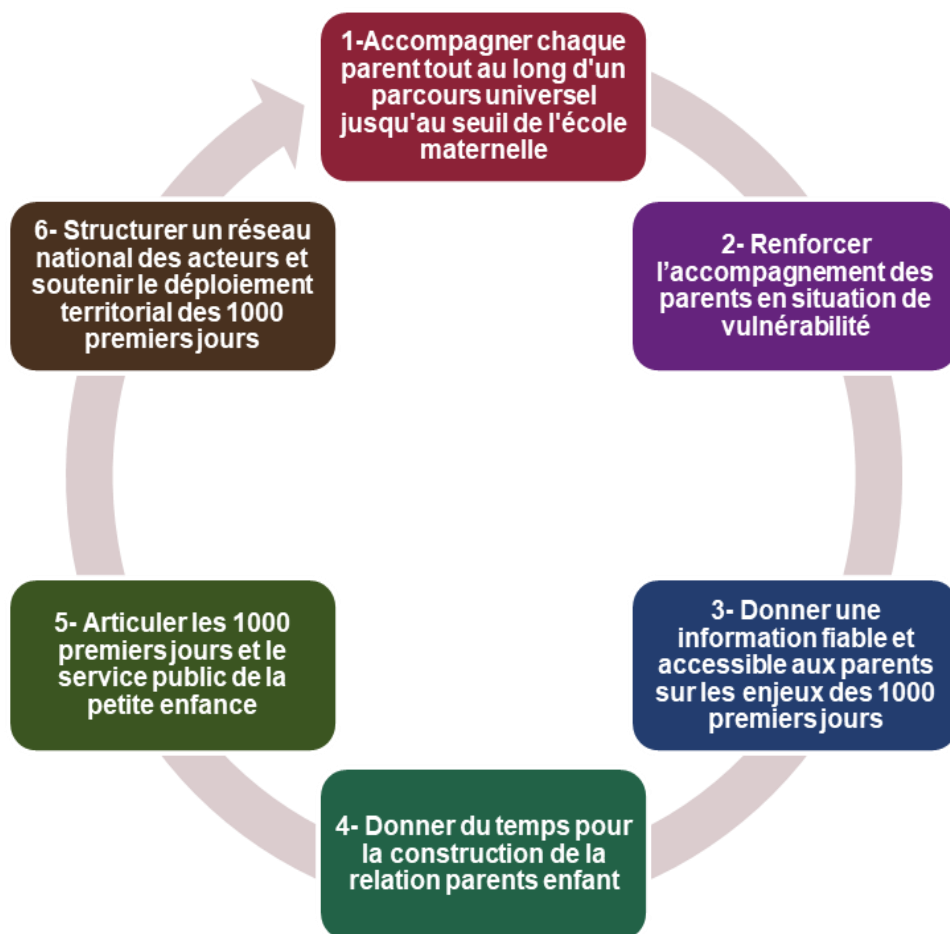 1-Accompagner chaque
parent tout au long d'un
parcours universel
jusqu'au seuil de l'école
maternelle
2- Renforcer
l’accompagnement des
parents en situation de
vulnérabilité
3- Donner une
information fiable et
accessible aux parents
sur les enjeux des 1000
premiers jours
4- Donner du temps pour
la construction de la
relation parents enfant
5- Articuler les 1000
premiers jours et le
service public de la
petite enfance
6- Structurer un réseau
national des acteurs et
soutenir le déploiement
territorial des 1000
premiers jours